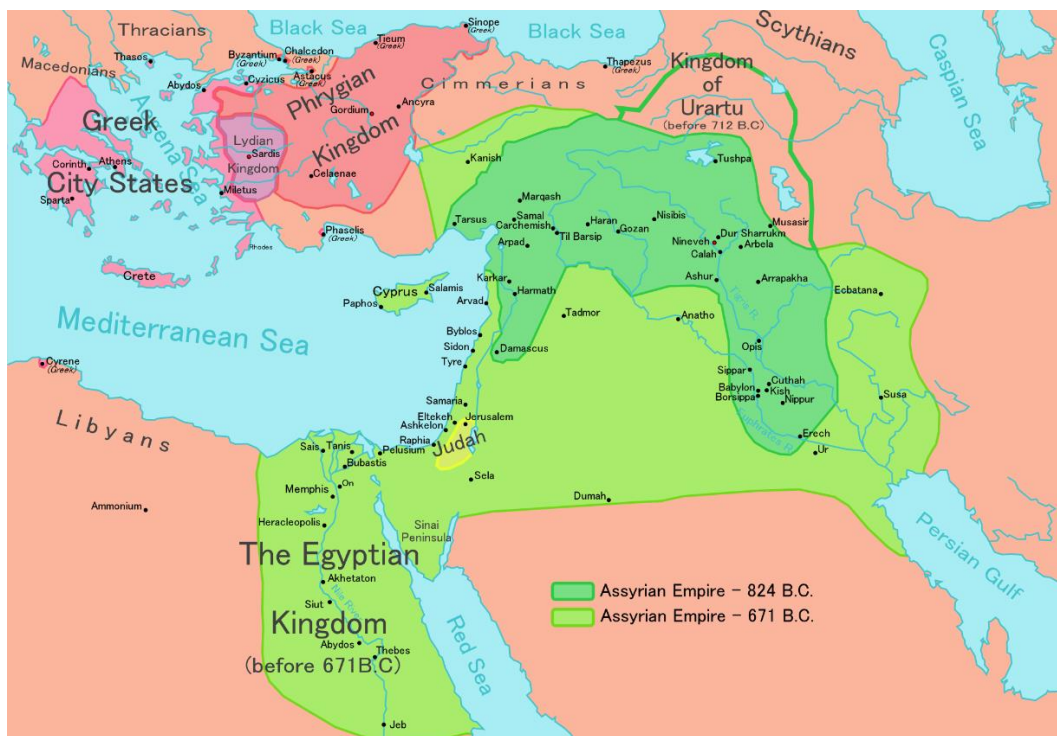 Thracians
Black Sea
Sinope
(Greek)
Black Sea
Scythians
Caspian Sea
Tieum
(Greek)
Byzantium
(Greek)
Chalcedon
(Greek)
Astacus
(Greek)
Thasos
Macedonians
Abydos
Cyzicus
Phrygian
Kingdom
Gordium
Ancyra
Cimmerians
Thapezus
(Greek)
Kingdom
of
Urartu
(before 712 B.C)
Greek
City States
Corinth
Athens
Sparta
Sea
Lydian
Sardis
Kingdom
Celaenae
Miletus
Rhodes
Phaselis
(Greek)
Crete
Kanish
Tarsus
Marqash
Samal
Carchemish
Til Barsip
Arpad
Haran
Gozan
Nisibis
Tushpa
Musasir
Nineveh
Dur Sharrukm
Calah
Arbela
Ashur
Arrapakha
Ecbatana
Karkar
Harmath
Arvad
Cyprus
Salamis
Paphos
Mediterranean Sea
Tadmor
Anatho
Opis
Byblos
Sidon
Damascus
Tyre
Sippar
Cuthah
Babylon
Kish
Borsippa
Nippur
Susa
Euphrates R.
Erech
Ur
Cyrene
(Greek)
Libyans
Samaria
Eltekeh
Jerusalem
Ashkelon
Raphia
Judah
Pelusium
Sela
Dumah
Sais
Tanis
Bubastis
On
Memphis
Ammonium
Heracleopolis
Sinai
Peninsula
The Egyptian
Kingdom
(before 671B.C)
Akhetaton
Siut
Nile River
Abydos
Thebes
Jeb
Red Sea
Persian Gulf
Assyrian Empire - 824 B.C.
Assyrian Empire - 671 B.C.